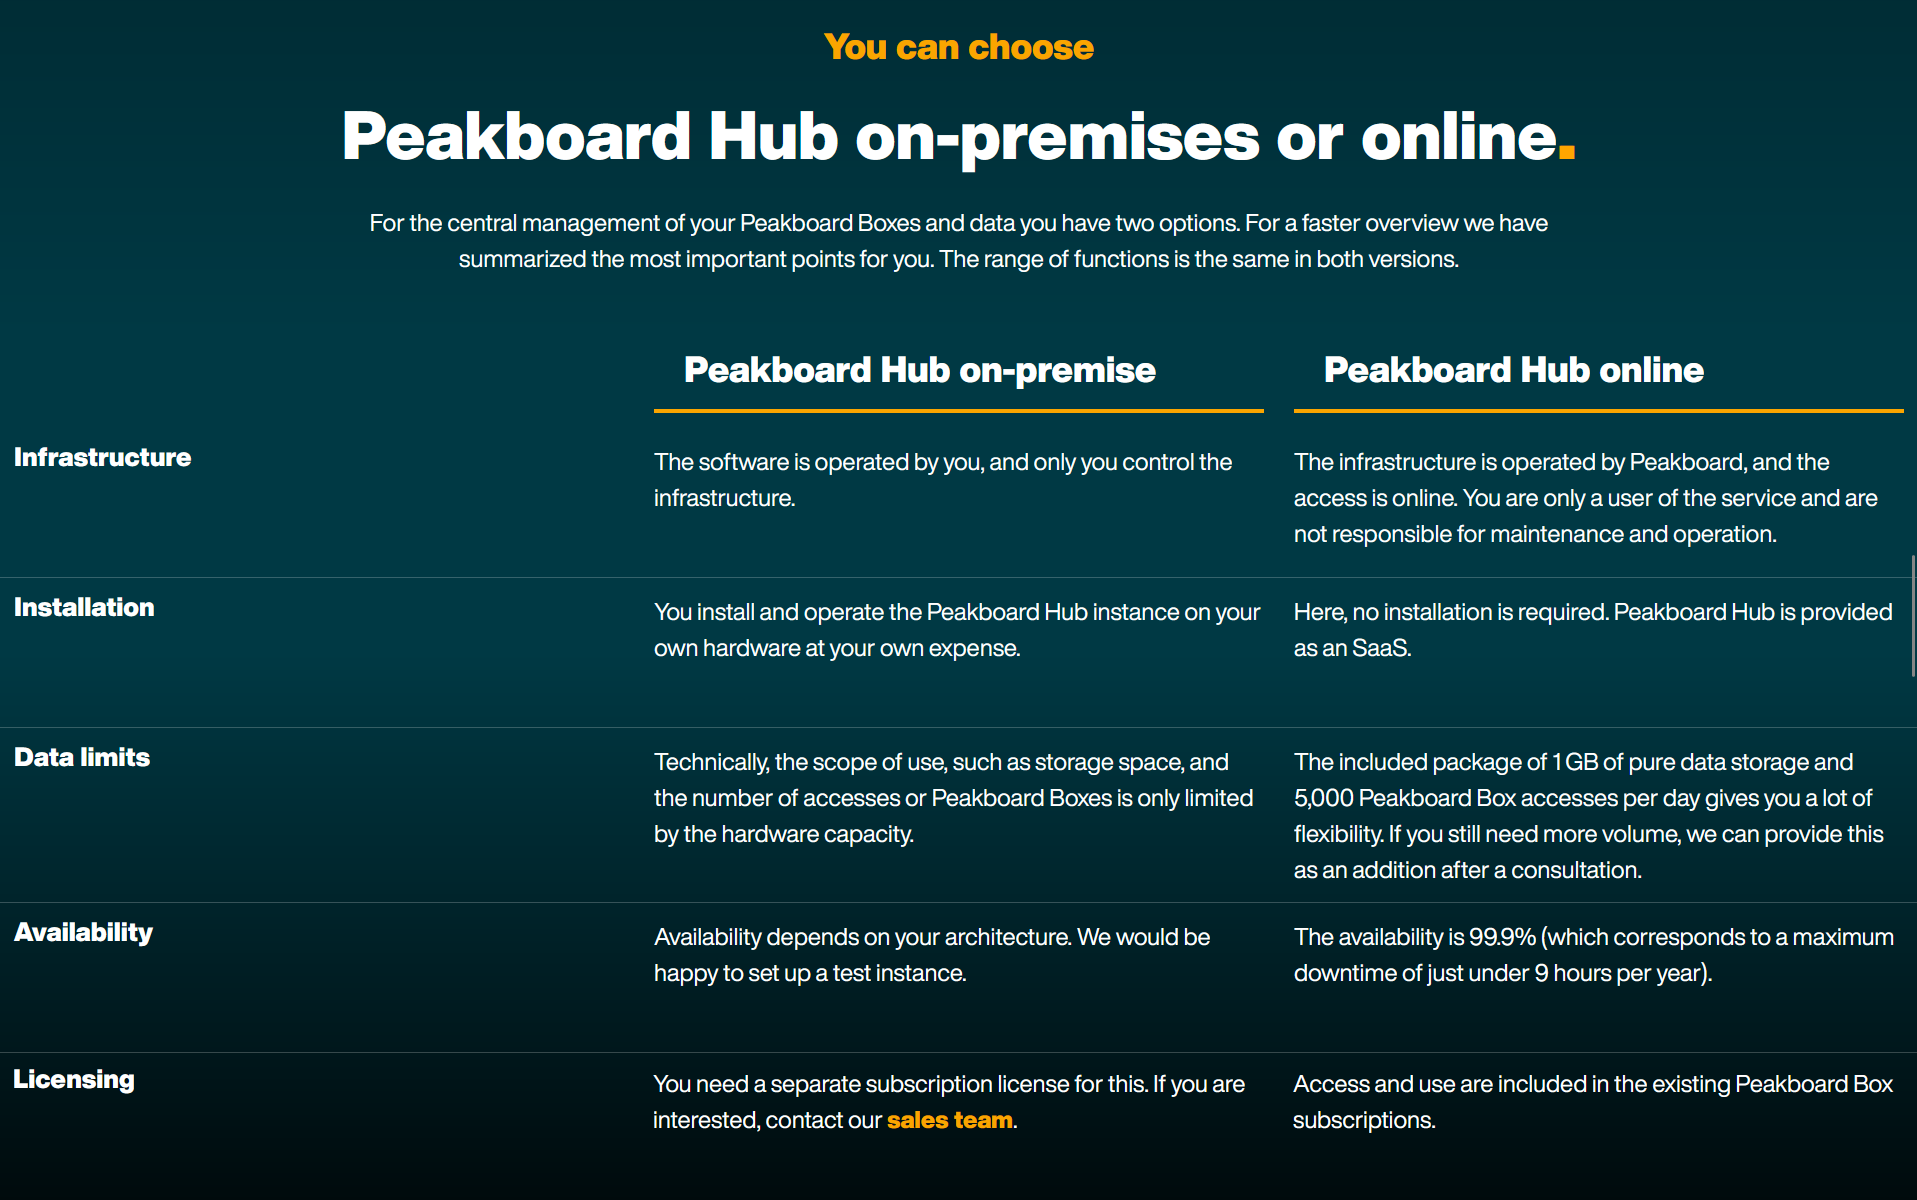 You can choose
Peakboard Hub on-premises or online.
For the central management of your Peakboard Boxes and data you have two options. For a faster overview we have
summarized the most important points for you. The range of functions is the same in both versions.
Peakboard Hub on-premise
Peakboard Hub online
Infrastructure
The software is operated by you, and only you control the
infrastructure.
The infrastructure is operated by Peakboard, and the
access is online. You are only a user of the service and are
not responsible for maintenance and operation.
Installation
You install and operate the Peakboard Hub instance on your
own hardware at your own expense.
Here, no installation is required. Peakboard Hub is provided
as an SaaS.
Data limits
Technically, the scope of use, such as storage space, and
the number of accesses or Peakboard Boxes is only limited
by the hardware capacity.
The included package of 1 GB of pure data storage and
5,000 Peakboard Box accesses per day gives you a lot of
flexibility. If you still need more volume, we can provide this
as an addition after a consultation.
Availability
Availability depends on your architecture. We would be
happy to set up a test instance.
The availability is 99.9% (which corresponds to a maximum
downtime of just under 9 hours per year).
Licensing
You need a separate subscription license for this. If you are
interested, contact our sales team.
Access and use are included in the existing Peakboard Box
subscriptions.